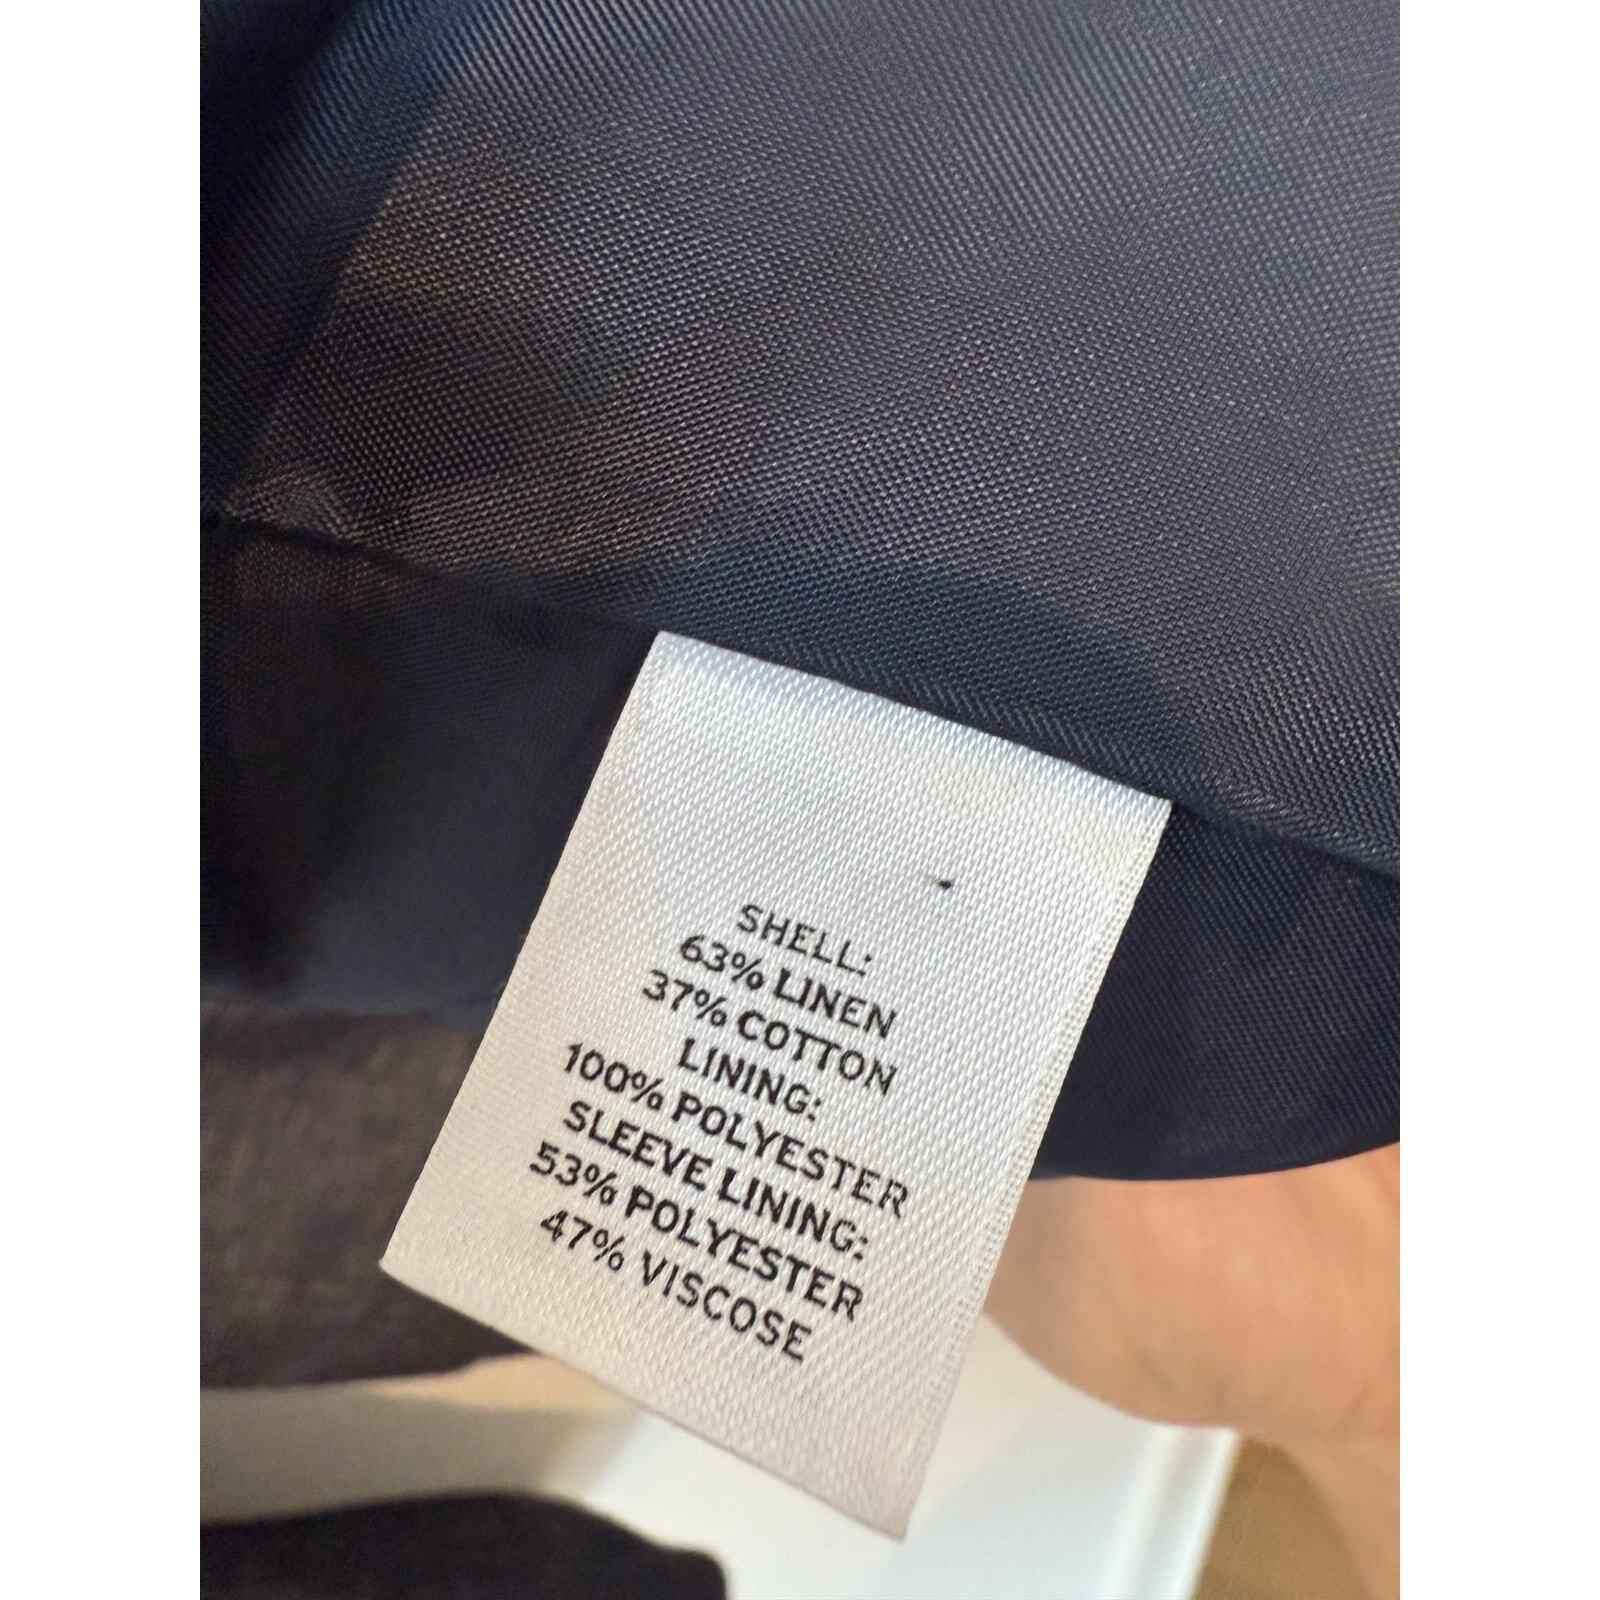 SHELL:
63% LINEN
37% COTTON
LINING:
100% POLYESTER
SLEEVE LINING:
53% POLYESTER
47% VISCOSE